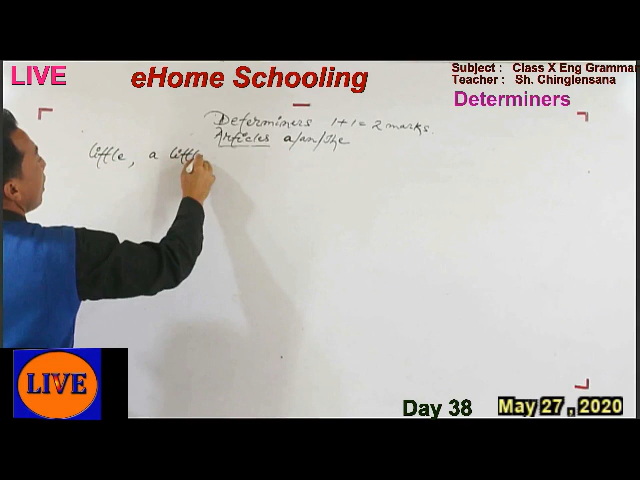 LIVE
eHome Schooling
Subject : Class X Eng Grammar
Teacher : Sh. Chinglensana
Determiners
Determiners 1+1=2 marks.
Articles a/an/The
little, a littl
LIVE
Day 38
May 27 , 2020